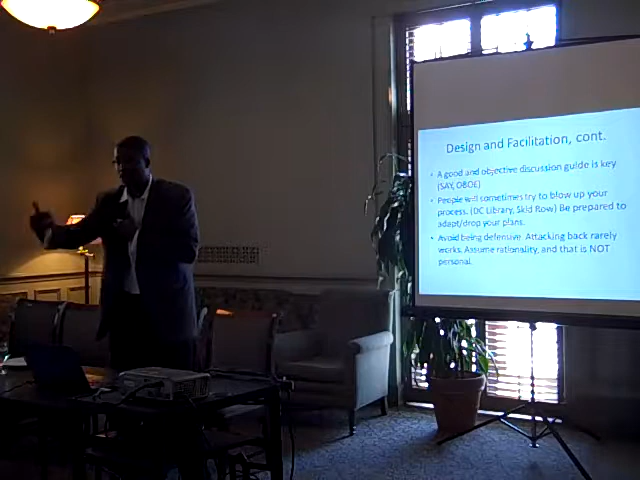 Design and Facilitation, cont.
• A good and objective discussion guide is key
(SAY, OBOE)
• People will sometimes try to blow up your
process. (DC Library, Skid Row) Be prepared to
adapt/drop your plans.
• Avoid being defensive. Attacking back rarely
works. Assume rationality, and that is NOT
personal.